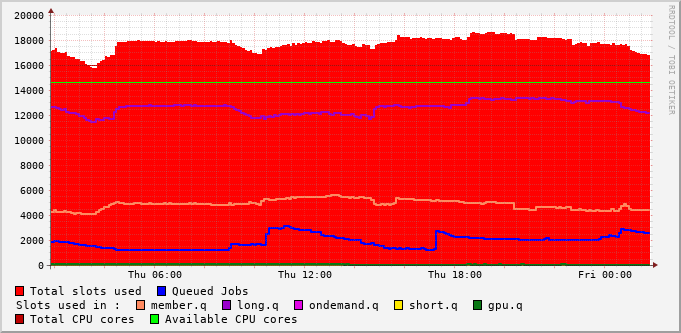 20000
18000
16000
14000
12000
10000
8000
6000
4000
2000
0
Thu 06:00 Thu 12:00 Thu 18:00 Fri 00:00
RRDTOOL / TOBI OETIKER
Total slots used Queued Jobs
Slots used in : member.q long.q ondemand.q short.q gpu.q
Total CPU cores Available CPU cores